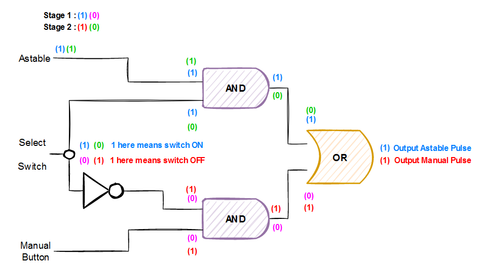 Stage 1 : (1) (0)
Stage 2 : (1) (0)
(1) (1)
Astable
(1)
(1)
AND
(1)
(0)
(1)
(0)
(0)
(1)
Select
Switch
(1) (0) 1 here means switch ON
(0) (1) 1 here means switch OFF
OR
(1) Output Astable Pulse
(1) Output Manual Pulse
(1)
(0)
AND
(1)
(0)
(0)
(1)
(0)
(1)
Manual
Button